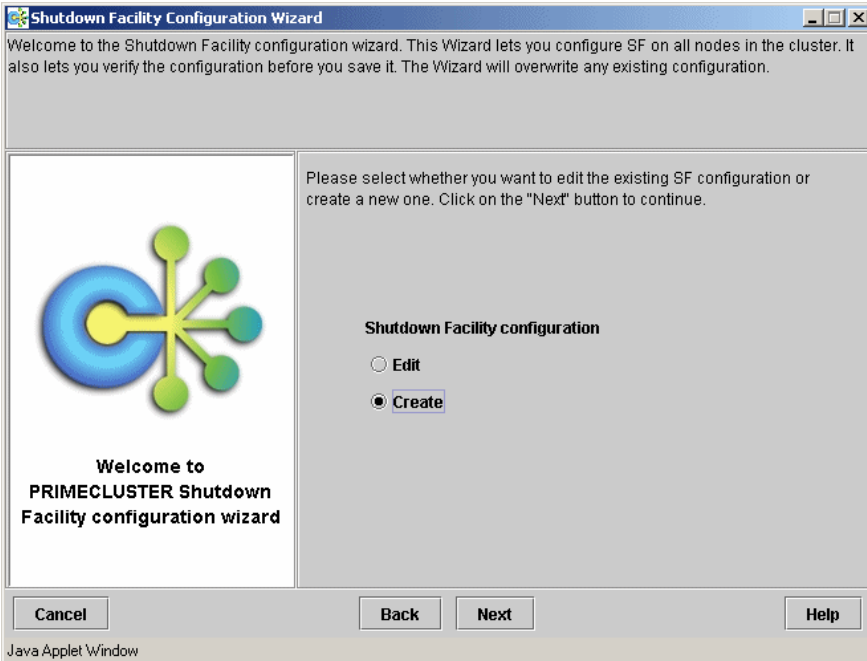 Shutdown Facility Configuration Wizard
Welcome to the Shutdown Facility configuration wizard. This Wizard lets you configure SF on all nodes in the cluster. It
also lets you verify the configuration before you save it. The Wizard will overwrite any existing configuration.
Please select whether you want to edit the existing SF configuration or
create a new one. Click on the "Next" button to continue.
Shutdown Facility configuration
Edit
Create
Welcome to
PRIMECLUSTER Shutdown
Facility configuration wizard
Cancel
Back
Next
Help
Java Applet Window